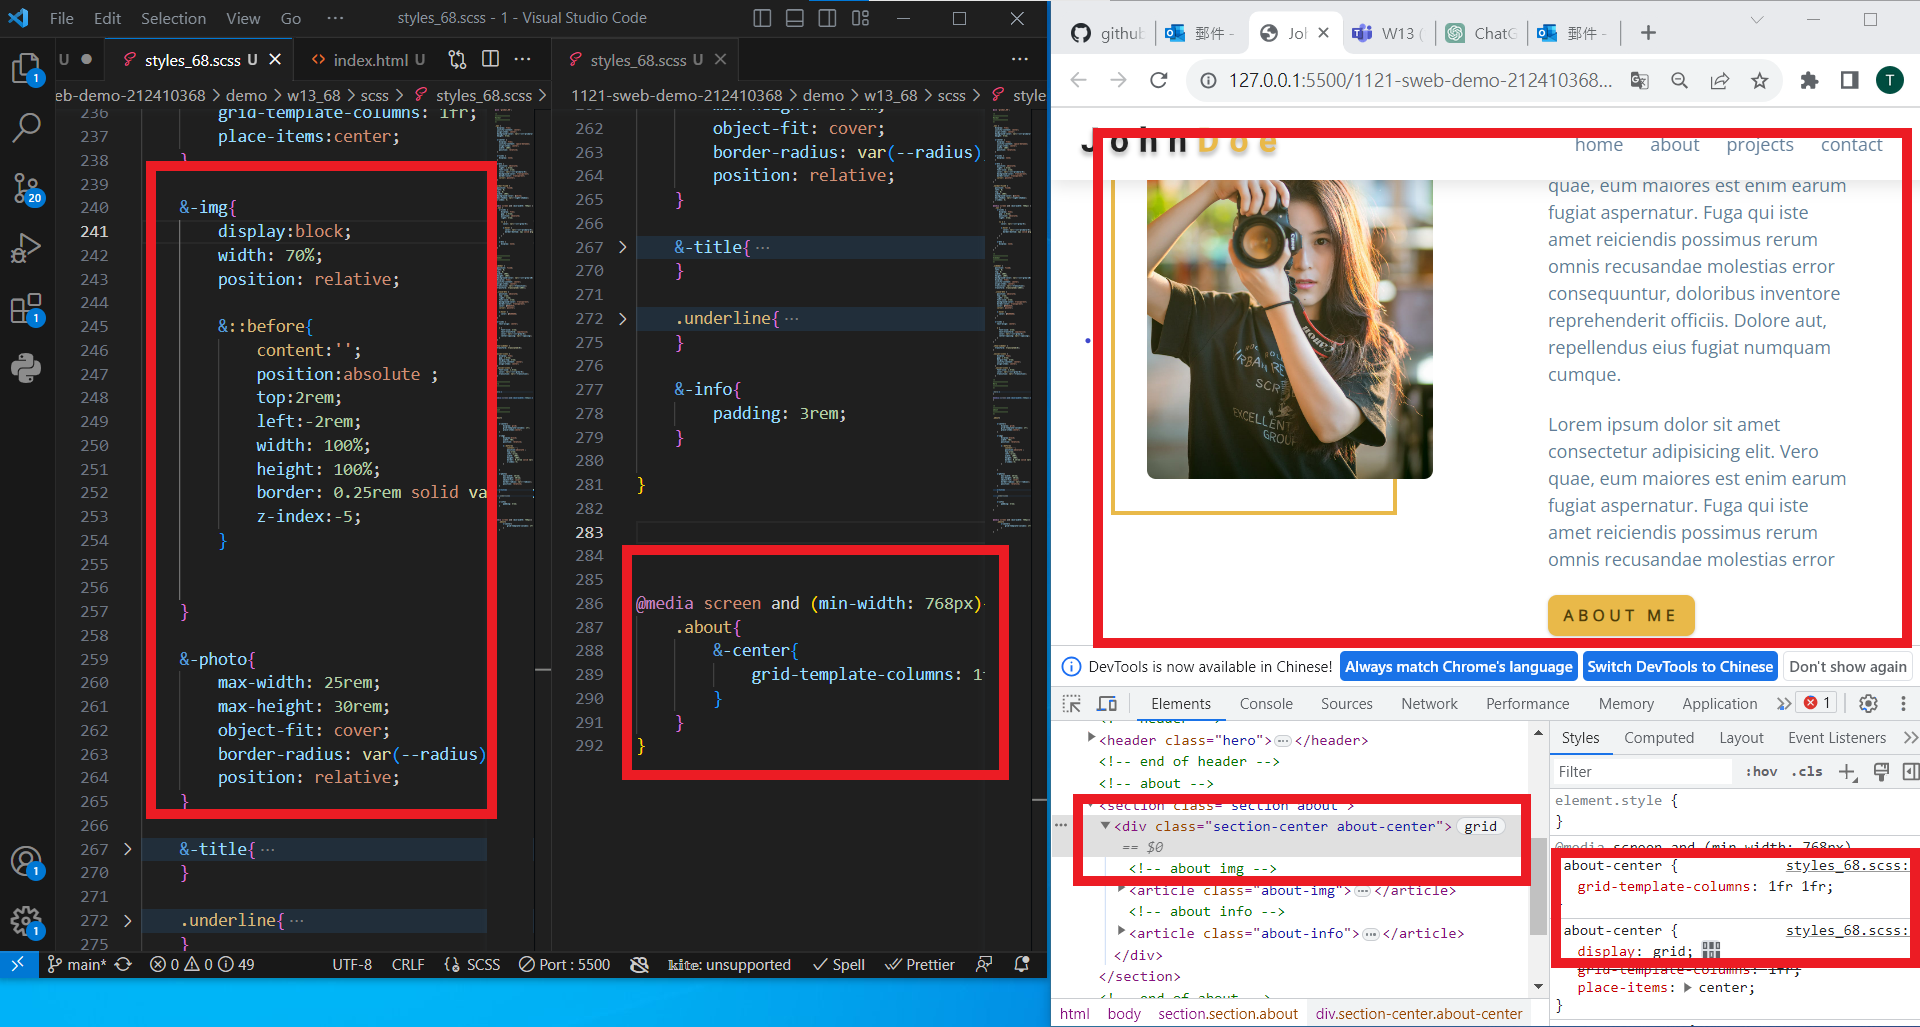 File Edit Selection View Go ··· styles_68.scss - 1 - Visual Studio Code
U ● styles_68.scss U × index.html U ···
eb-demo-212410368 > demo > w13_68 > scss > styles_68.scss >
236 grid-template-columns: 1fr;
237 place-items:center;
238 }
239
240 &-img{
241 display:block;
242 width: 70%;
243 position: relative;
244
245 &::before{
246 content:'';
247 position:absolute ;
248 top:2rem;
249 left:-2rem;
250 width: 100%;
251 height: 100%;
252 border: 0.25rem solid va
253 z-index:-5;
254 }
255
256
257 }
258
259 &-photo{
260 max-width: 25rem;
261 max-height: 30rem;
262 object-fit: cover;
263 border-radius: var(--radius)
264 position: relative;
265 }
266
267 > &-title{ ···
270 }
271
272 > .underline{ ···
275 }
styles_68.scss U × ···
1121-sweb-demo-212410368 > demo > w13_68 > scss > style
262 object-fit: cover;
263 border-radius: var(--radius)
264 position: relative;
265 }
266
267 > &-title{ ···
270 }
271
272 > .underline{ ···
275 }
276
277 &-info{
278 padding: 3rem;
279 }
280
281 }
282
283
284
285
286 @media screen and (min-width: 768px)
287 .about{
288 &-center{
289 grid-template-columns: 1
290 }
291 }
292 }
1
20
1
1
1
main* 0 0 49 UTF-8 CRLF SCSS Port : 5500 kite: unsupported Spell Prettier
github 郵件 - Joh × W13 ( ChatG 郵件 - +
127.0.0.1:5500/1121-sweb-demo-212410368... T
JohnDoe home about projects contact
quae, eum maiores est enim earum
fugiat aspernatur. Fuga qui iste
amet reiciendis possimus rerum
omnis recusandae molestias error
consequuntur, doloribus inventore
reprehenderit officiis. Dolore aut,
repellendus eius fugiat numquam
cumque.
Lorem ipsum dolor sit amet
consectetur adipisicing elit. Vero
quae, eum maiores est enim earum
fugiat aspernatur. Fuga qui iste
amet reiciendis possimus rerum
omnis recusandae molestias error
ABOUT ME
Canon
URBAN RE
SCR
EXCELLENT
GROUP
DevTools is now available in Chinese! Always match Chrome's language Switch DevTools to Chinese Don't show again
Elements Console Sources Network Performance Memory Application 1
<!-- header -->
<header class="hero">···</header>
<!-- end of header -->
<!-- about -->
<section class="section about">
<div class="section-center about-center"> grid
== $0
<!-- about img -->
<article class="about-img">···</article>
<!-- about info -->
<article class="about-info">···</article>
</div>
</section>
<!-- end of about -->
html body section.section.about div.section-center.about-center
Styles Computed Layout Event Listeners
Filter :hov .cls +
element.style {
}
@media screen and (min-width: 768px)
about-center { styles_68.scss:
grid-template-columns: 1fr 1fr;
about-center { styles_68.scss:
display: grid;
grid-template-columns: 1fr;
place-items: center;
}